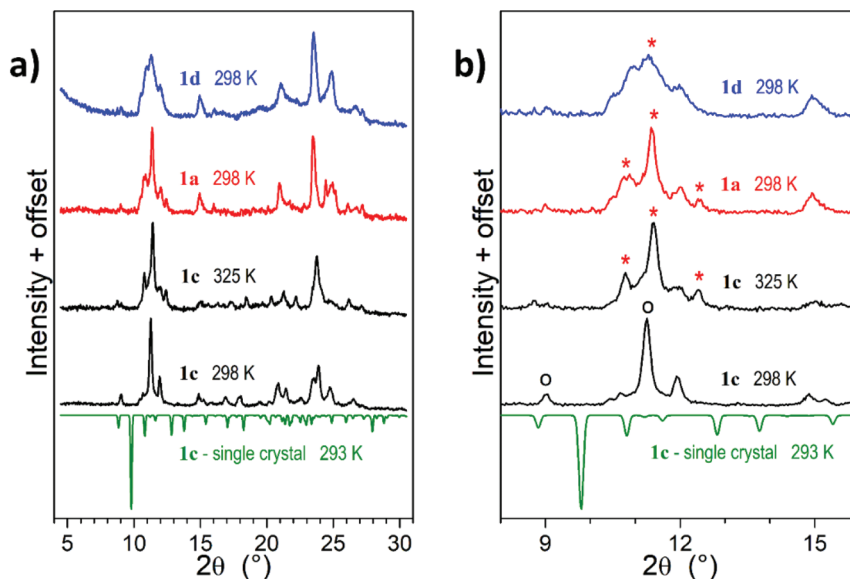 a)
1d 298 K
1a 298 K
1c 325 K
1c 298 K
1c - single crystal 293 K
Intensity + offset
5 10 15 20 25 30
2θ (°)
b)
*
1d 298 K
* * *
1a 298 K
* * *
1c 325 K
o o
1c 298 K
1c - single crystal 293 K
Intensity + offset
9 12 15
2θ (°)